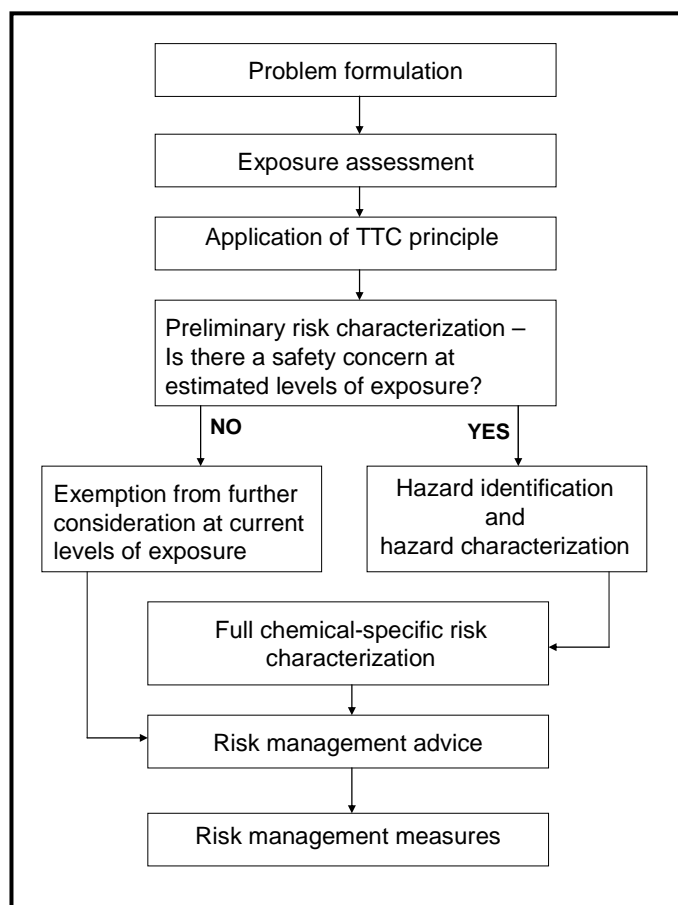 Problem formulation
Exposure assessment
Application of TTC principle
Preliminary risk characterization –
Is there a safety concern at
estimated levels of exposure?
NO
YES
Exemption from further
consideration at current
levels of exposure
Hazard identification
and
hazard characterization
Full chemical-specific risk
characterization
Risk management advice
Risk management measures